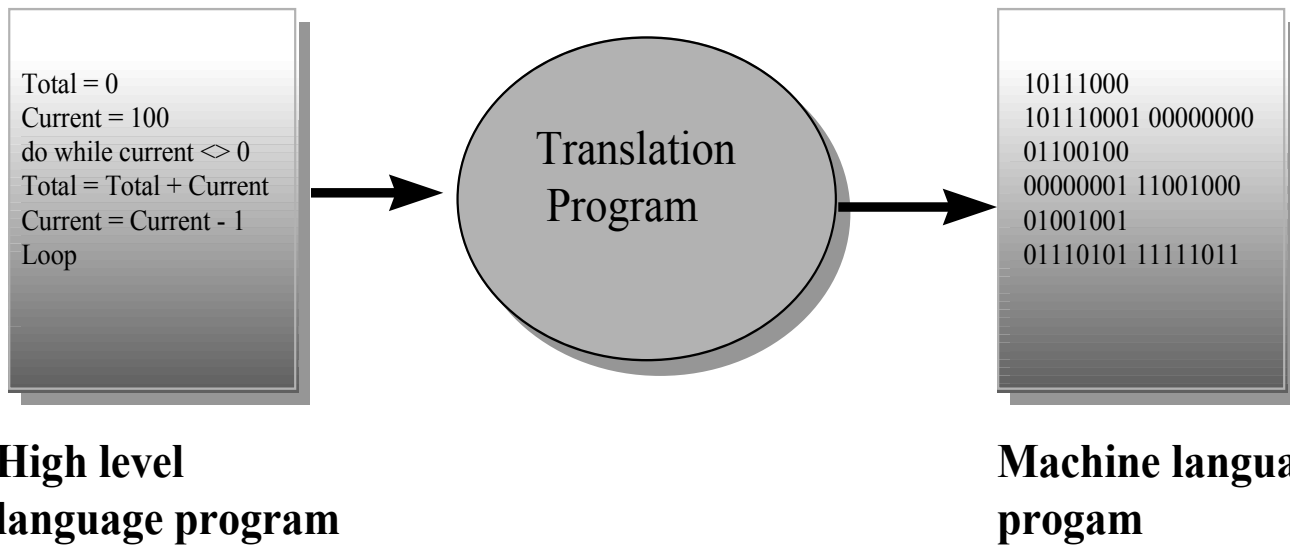 Total = 0
Current = 100
do while current <> 0
Total = Total + Current
Current = Current - 1
Loop
Translation
Program
10111000
101110001 00000000
01100100
00000001 11001000
01001001
01110101 11111011
High level
language program
Machine
progam